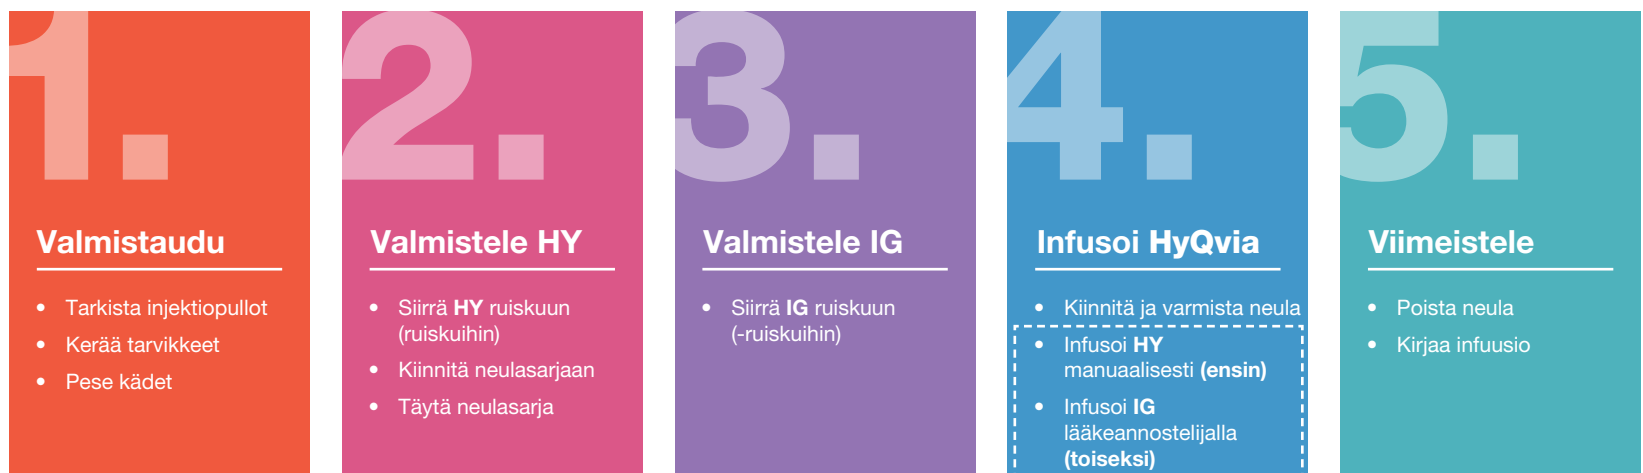 1.
Valmistaudu
• Tarkista injektiopullot
• Kerää tarvikkeet
• Pese kädet
2.
Valmistele HY
• Siirrä HY ruiskuun
(ruiskuihin)
• Kiinnitä neulasarjaan
• Täytä neulasarja
3.
Valmistele IG
• Siirrä IG ruiskuun
(-ruiskuihin)
4.
Infusoi HyQvia
• Kiinnitä ja varmista neula
• Infusoi HY
manuaalisesti (ensin)
• Infusoi IG
lääkeannostelijalla
(toiseksi)
5.
Viimeistele
• Poista neula
• Kirjaa infuusio